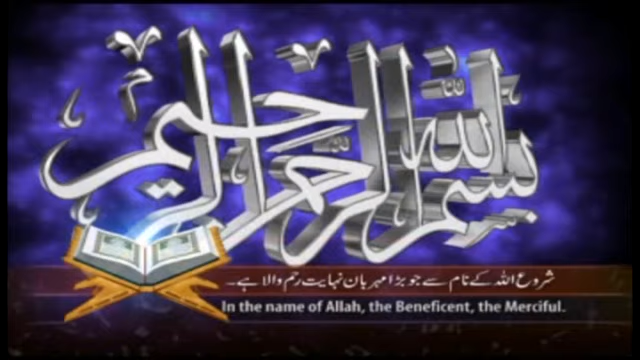 بسم الله الرحمن الرحيم
شروع اللہ کے نام سے جو بڑا مہربان نہایت رحم والا ہے۔
In the name of Allah, the Beneficent, the Merciful.